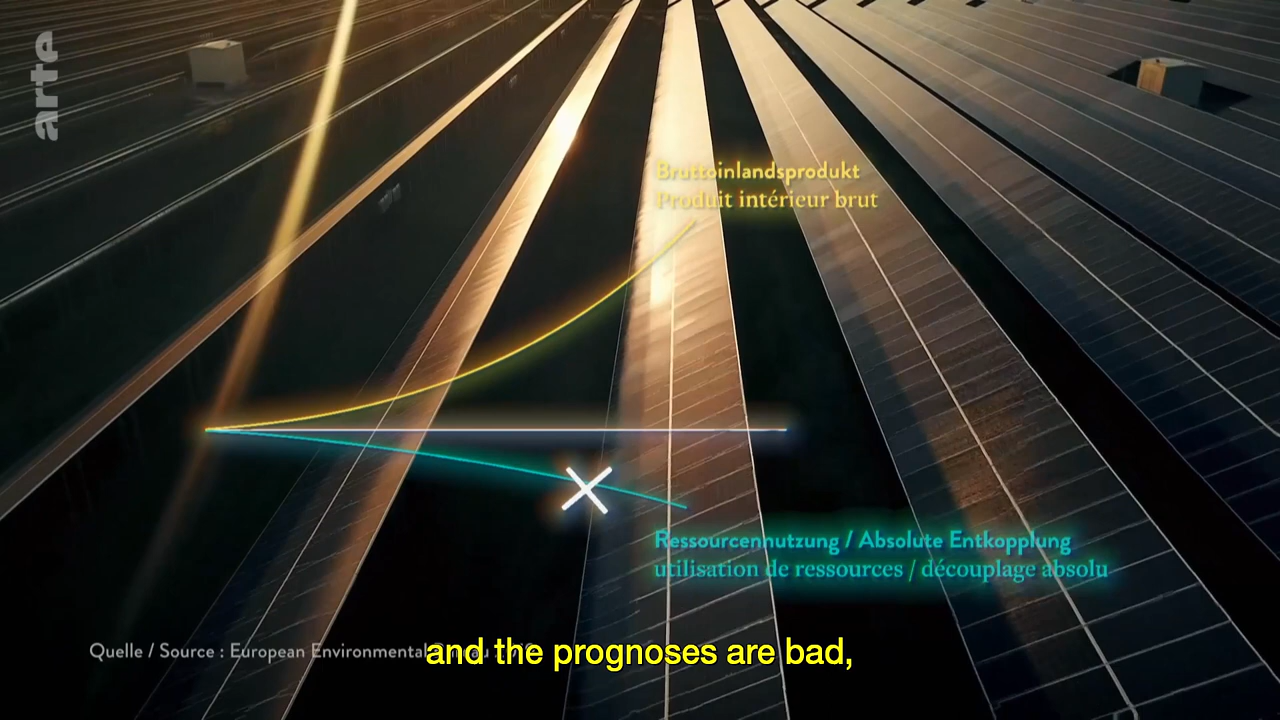 arte
Bruttoinlandsprodukt
Produit intérieur brut
Ressourcennutzung / Absolute Entkopplung
utilisation de ressources / découplage absolu
Quelle / Source : European Environmental
and the prognoses are bad,